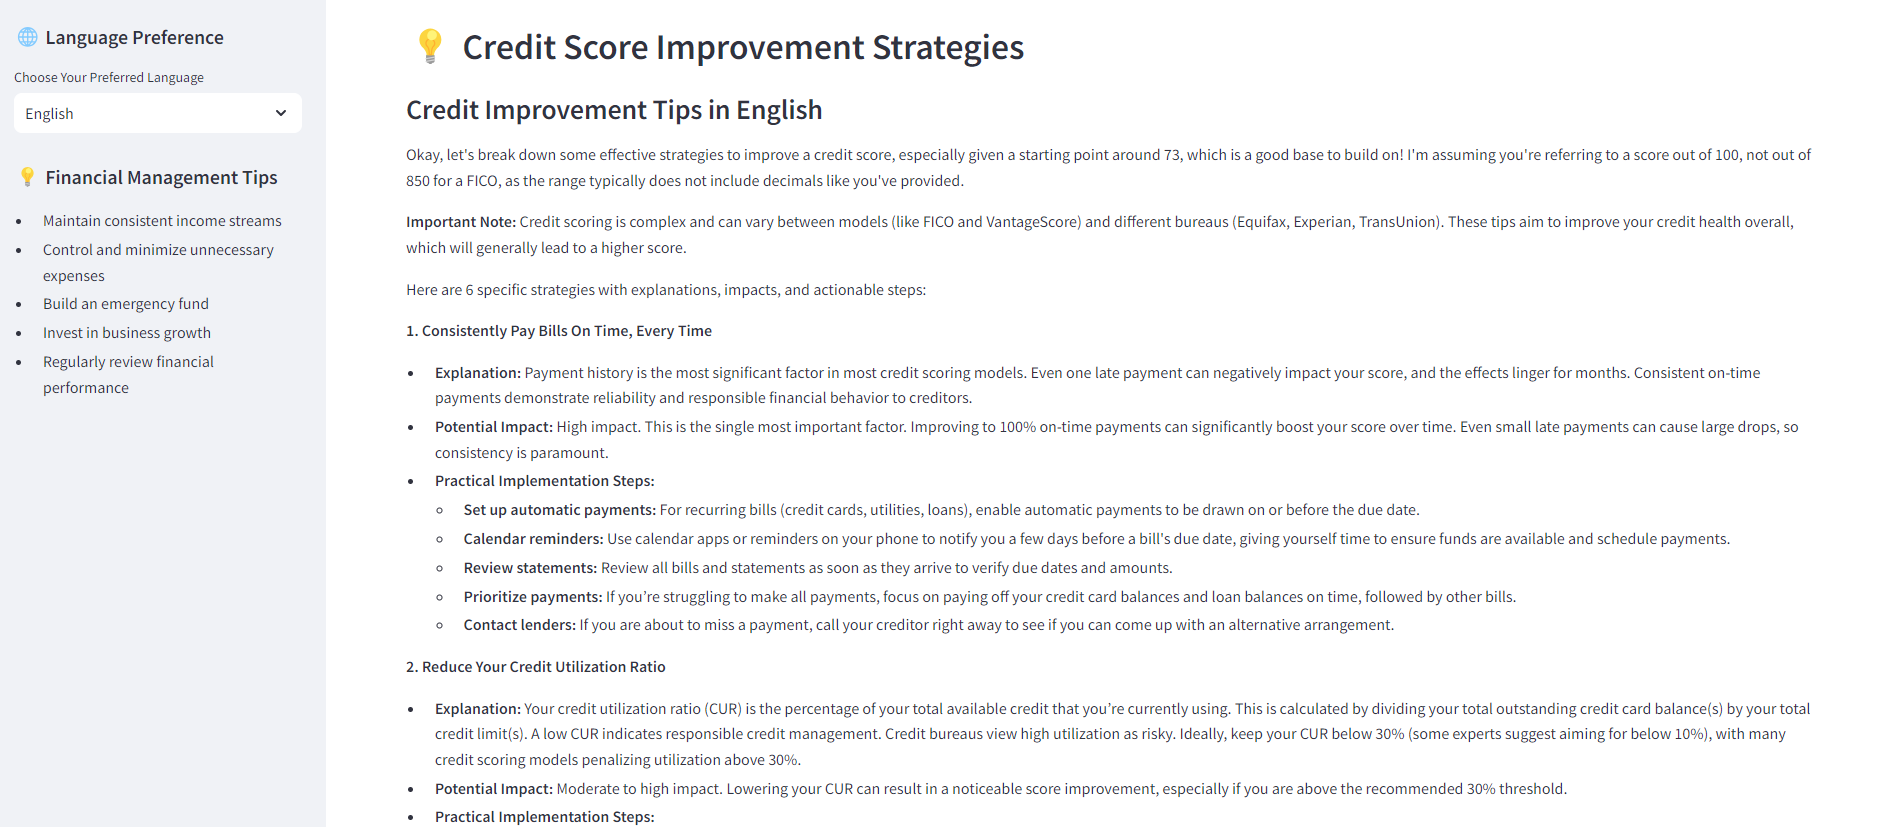 Language Preference
Choose Your Preferred Language
English
Financial Management Tips
Maintain consistent income streams
Control and minimize unnecessary
expenses
Build an emergency fund
Invest in business growth
Regularly review financial
performance
Credit Score Improvement Strategies
Credit Improvement Tips in English
Okay, let's break down some effective strategies to improve a credit score, especially given a starting point around 73, which is a good base to build on! I'm assuming you're referring to a score out of 100, not out of
850 for a FICO, as the range typically does not include decimals like you've provided.
Important Note: Credit scoring is complex and can vary between models (like FICO and VantageScore) and different bureaus (Equifax, Experian, TransUnion). These tips aim to improve your credit health overall,
which will generally lead to a higher score.
Here are 6 specific strategies with explanations, impacts, and actionable steps:
1. Consistently Pay Bills On Time, Every Time
Explanation: Payment history is the most significant factor in most credit scoring models. Even one late payment can negatively impact your score, and the effects linger for months. Consistent on-time
payments demonstrate reliability and responsible financial behavior to creditors.
Potential Impact: High impact. This is the single most important factor. Improving to 100% on-time payments can significantly boost your score over time. Even small late payments can cause large drops, so
consistency is paramount.
Practical Implementation Steps:
Set up automatic payments: For recurring bills (credit cards, utilities, loans), enable automatic payments to be drawn on or before the due date.
Calendar reminders: Use calendar apps or reminders on your phone to notify you a few days before a bill's due date, giving yourself time to ensure funds are available and schedule payments.
Review statements: Review all bills and statements as soon as they arrive to verify due dates and amounts.
Prioritize payments: If you're struggling to make all payments, focus on paying off your credit card balances and loan balances on time, followed by other bills.
Contact lenders: If you are about to miss a payment, call your creditor right away to see if you can come up with an alternative arrangement.
2. Reduce Your Credit Utilization Ratio
Explanation: Your credit utilization ratio (CUR) is the percentage of your total available credit that you're currently using. This is calculated by dividing your total outstanding credit card balance(s) by your total
credit limit(s). A low CUR indicates responsible credit management. Credit bureaus view high utilization as risky. Ideally, keep your CUR below 30% (some experts suggest aiming for below 10%), with many
credit scoring models penalizing utilization above 30%.
Potential Impact: Moderate to high impact. Lowering your CUR can result in a noticeable score improvement, especially if you are above the recommended 30% threshold.
Practical Implementation Steps: